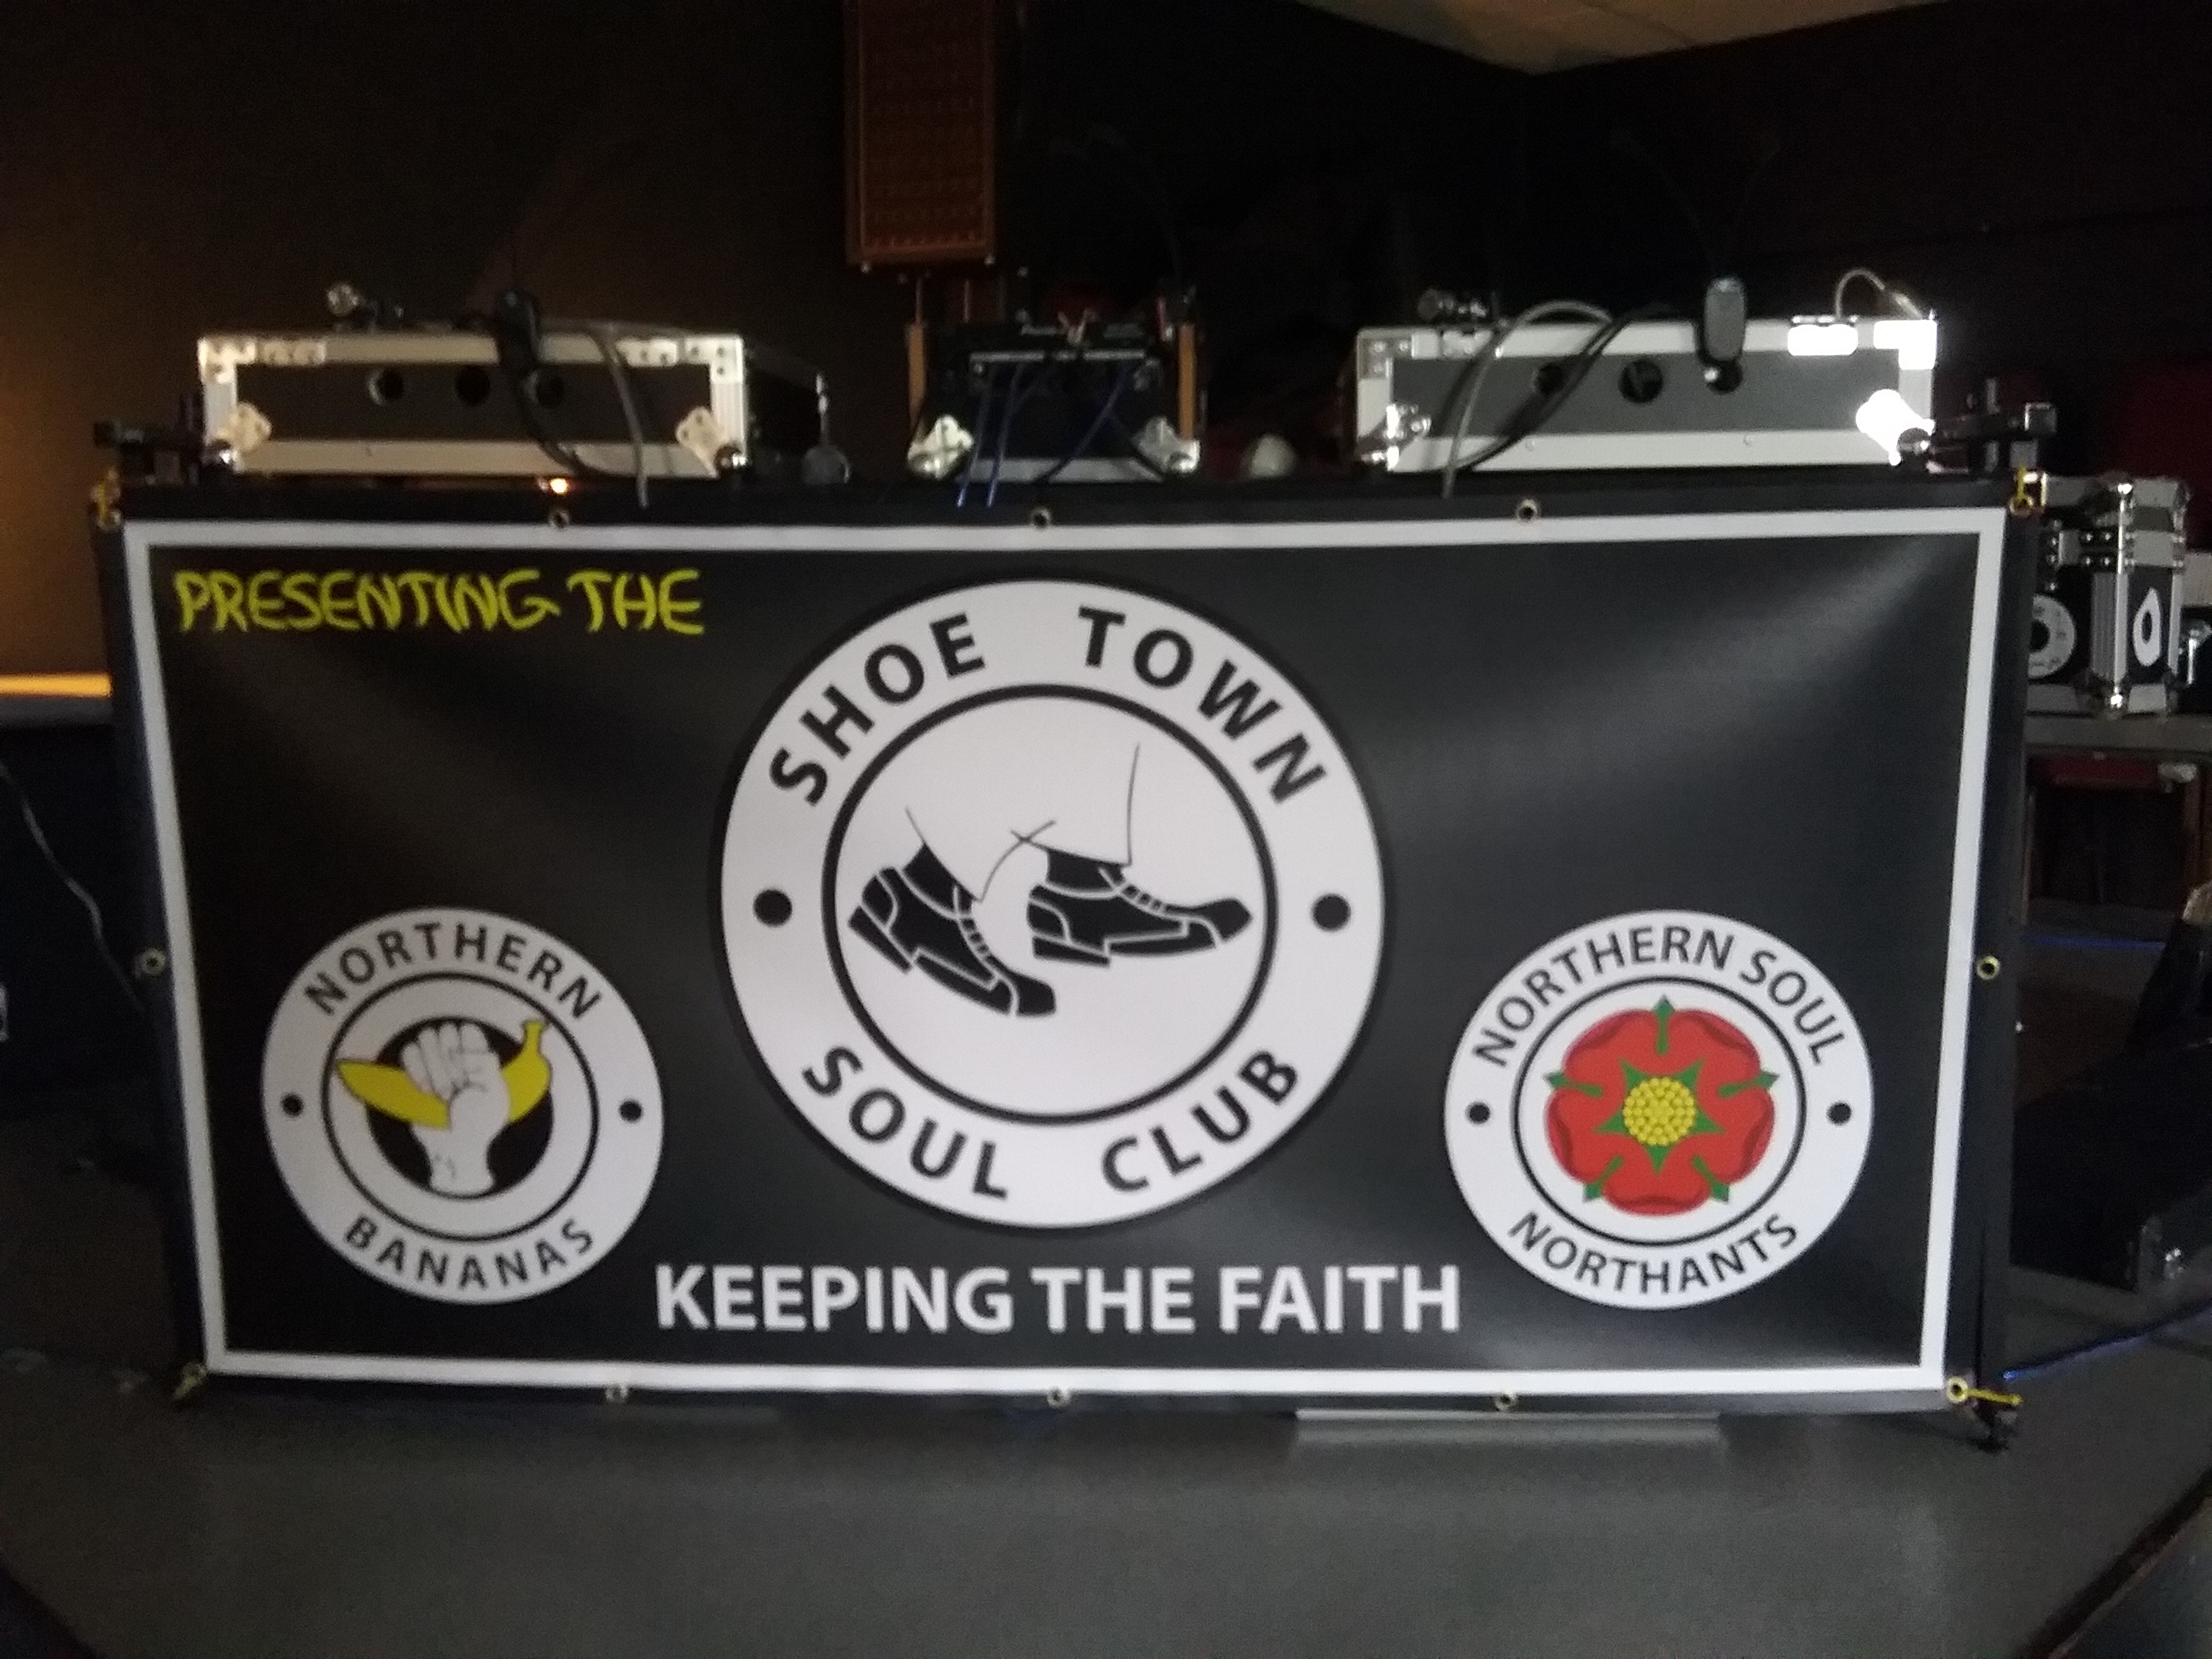 PRESENTING THE
SHOE TOWN
SOUL CLUB
NORTHERN
BANANAS
NORTHERN SOUL
NORTHANTS
KEEPING THE FAITH